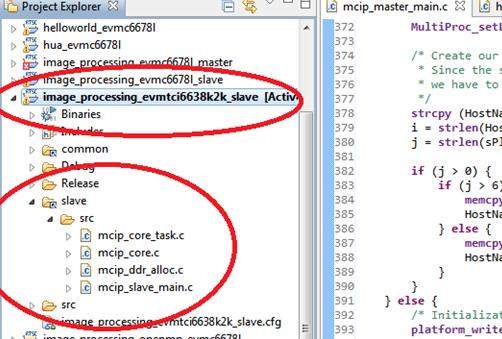 Project Explorer
helloworld_evmc6678l
hua_evmc6678l
image_processing_evmc6678l_master
image_processing_evmc6678l_slave
image_processing_evmtci6638k2k_slave [Activ
Binaries
Includes
common
Debug
Release
slave
src
mcip_core_task.c
mcip_core.c
mcip_ddr_alloc.c
mcip_slave_main.c
src
image_processing_evmtci6638k2k_slave.cfg
mcip_master_main.c
372 MultiProc_setL
373
374 /* Create our
375 * Since the s
376 * we have to
377 */
378 strcpy (HostNa
379 i = strlen(Hos
380 j = strlen(sPl
381
382 if (j > 0) {
383 if (j > 6)
384 memcpy
385 HostNa
386 } else {
387 memcpy
388 HostNa
389 }
390 }
391 } else {
392 /* Initializat
393 platform_write